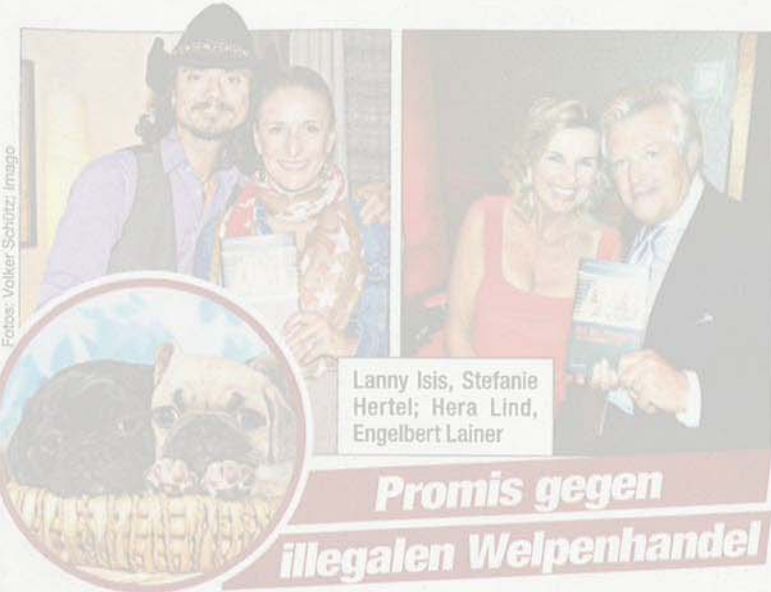 Fotos: Volker Schütz; Imago
Lanny Isis, Stefanie
Hertel; Hera Lind,
Engelbert Lainer
Promis gegen
illegalen Welpenhandel